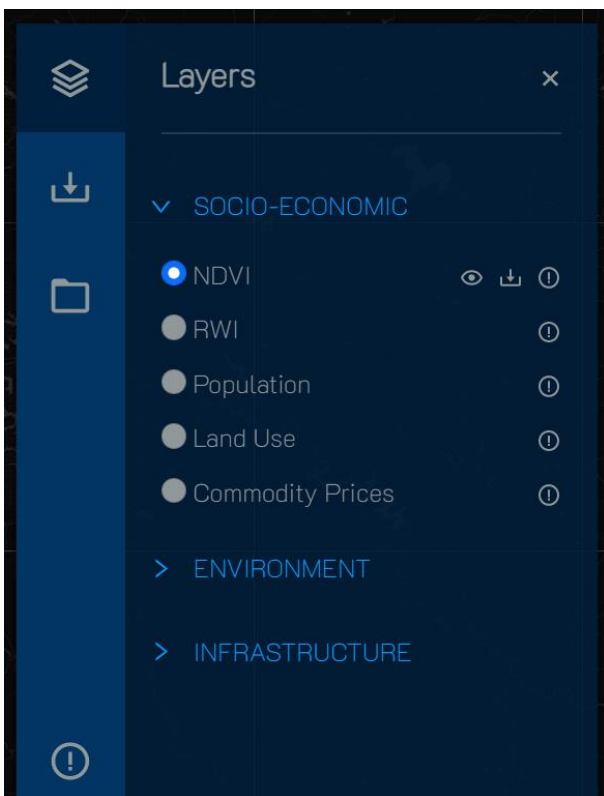 Layers
SOCIO-ECONOMIC
NDVI
RWI
Population
Land Use
Commodity Prices
ENVIRONMENT
INFRASTRUCTURE